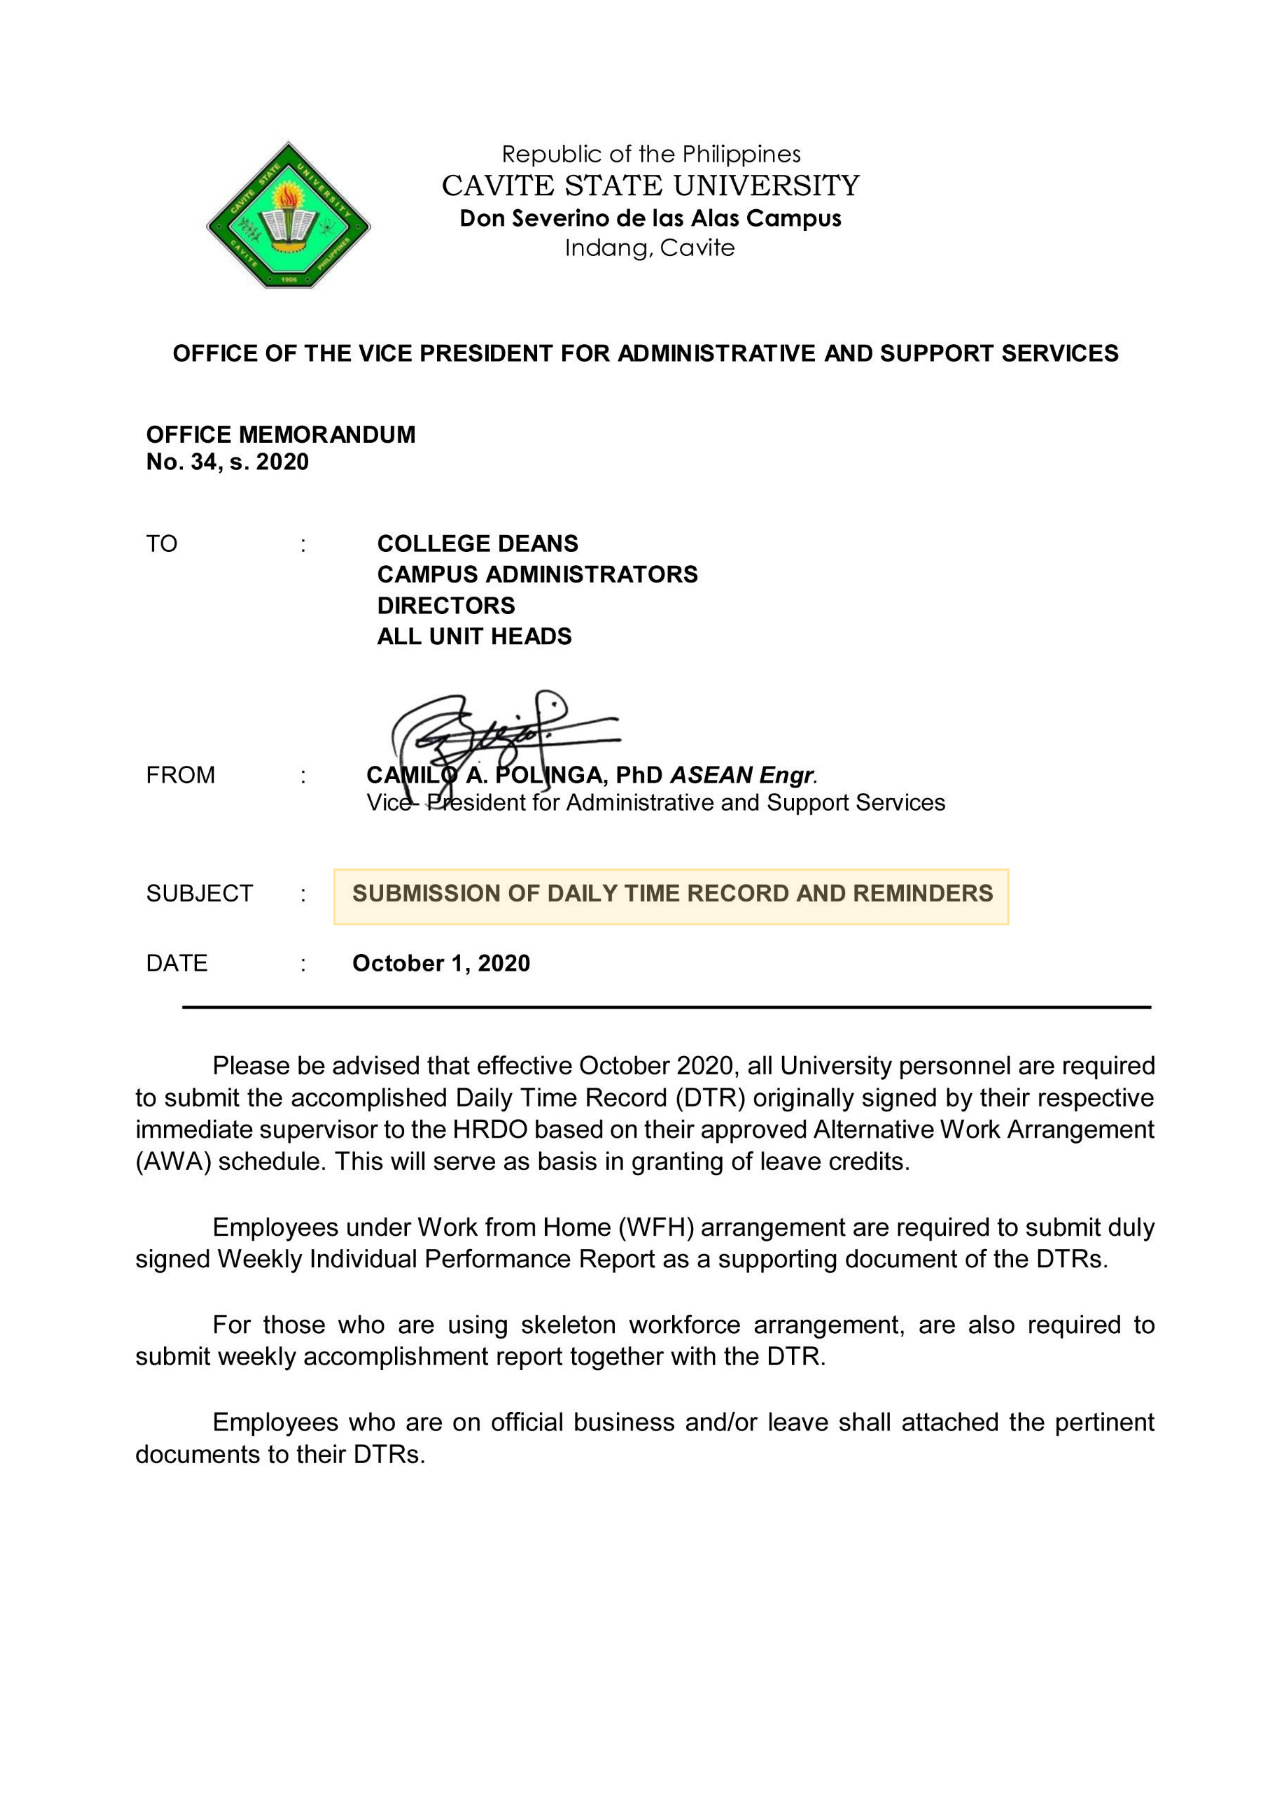 CAVITE STATE UNIVERSITY
CAVITE
PHILIPPINES
1906
Republic of the Philippines
CAVITE STATE UNIVERSITY
Don Severino de las Alas Campus
Indang, Cavite
OFFICE OF THE VICE PRESIDENT FOR ADMINISTRATIVE AND SUPPORT SERVICES
OFFICE MEMORANDUM
No. 34, s. 2020
TO : COLLEGE DEANS
CAMPUS ADMINISTRATORS
DIRECTORS
ALL UNIT HEADS
FROM : CAMILO A. POLINGA, PhD ASEAN Engr.
Vice- President for Administrative and Support Services
SUBJECT : SUBMISSION OF DAILY TIME RECORD AND REMINDERS
DATE : October 1, 2020
Please be advised that effective October 2020, all University personnel are required
to submit the accomplished Daily Time Record (DTR) originally signed by their respective
immediate supervisor to the HRDO based on their approved Alternative Work Arrangement
(AWA) schedule. This will serve as basis in granting of leave credits.
Employees under Work from Home (WFH) arrangement are required to submit duly
signed Weekly Individual Performance Report as a supporting document of the DTRs.
For those who are using skeleton workforce arrangement, are also required to
submit weekly accomplishment report together with the DTR.
Employees who are on official business and/or leave shall attached the pertinent
documents to their DTRs.